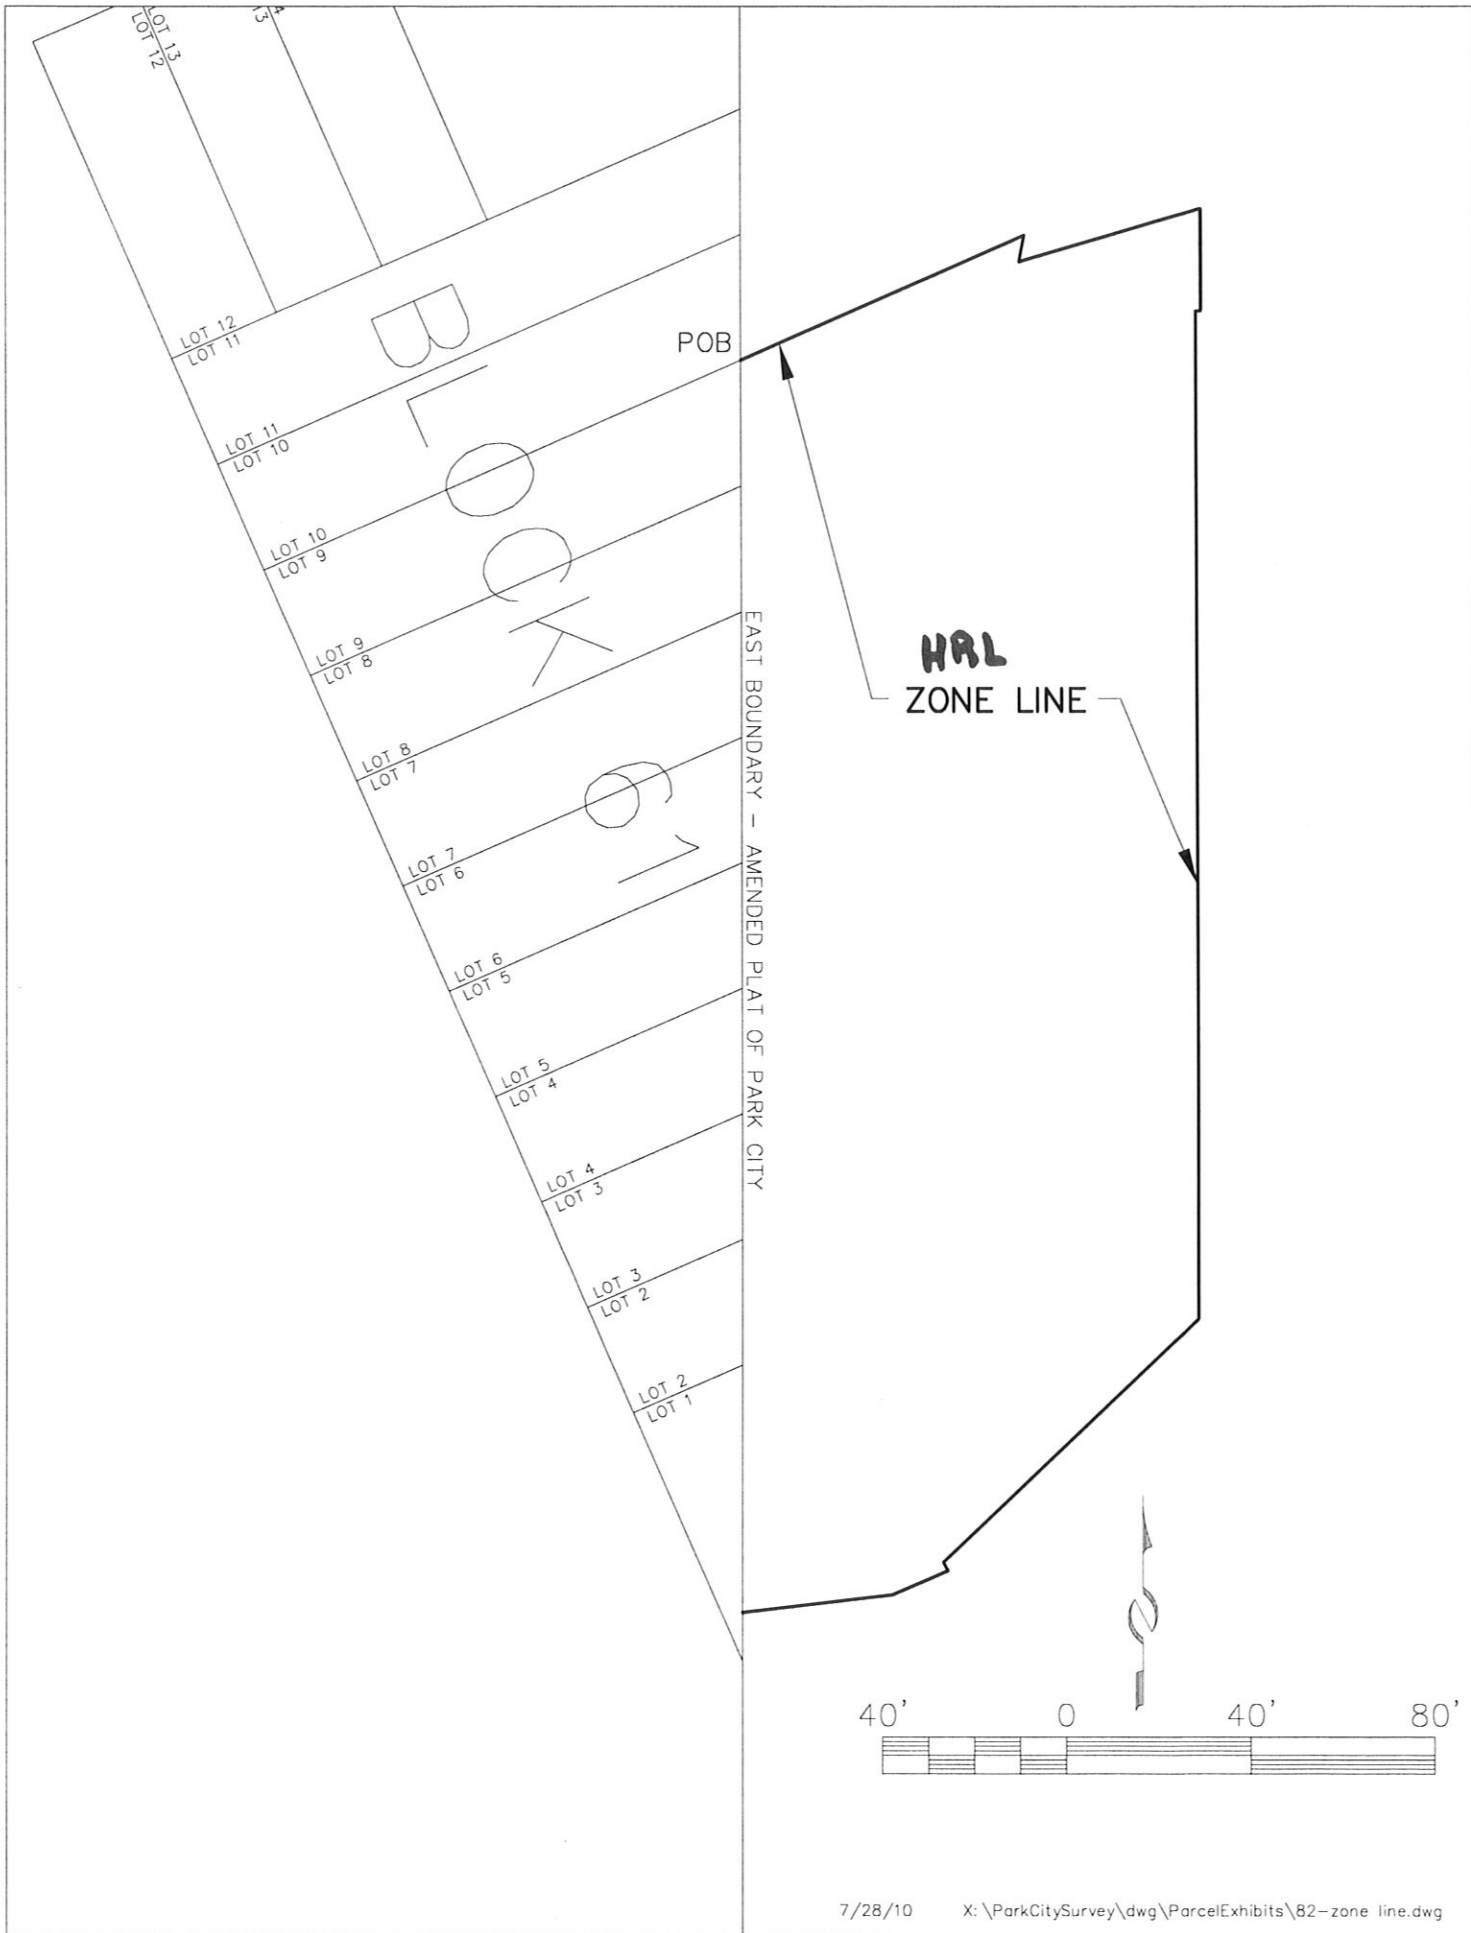 LOT 13
LOT 12
13
LOT 12
LOT 11
LOT 11
LOT 10
LOT 10
LOT 9
LOT 9
LOT 8
LOT 8
LOT 7
LOT 7
LOT 6
LOT 6
LOT 5
LOT 5
LOT 4
LOT 4
LOT 3
LOT 3
LOT 2
LOT 2
LOT 1
BLOCK 61
POB
EAST BOUNDARY - AMENDED PLAT OF PARK CITY
HRL
ZONE LINE
N
40' 0 40' 80'
7/28/10 X:\ParkCitySurvey\dwg\ParcelExhibits\82-zone line.dwg